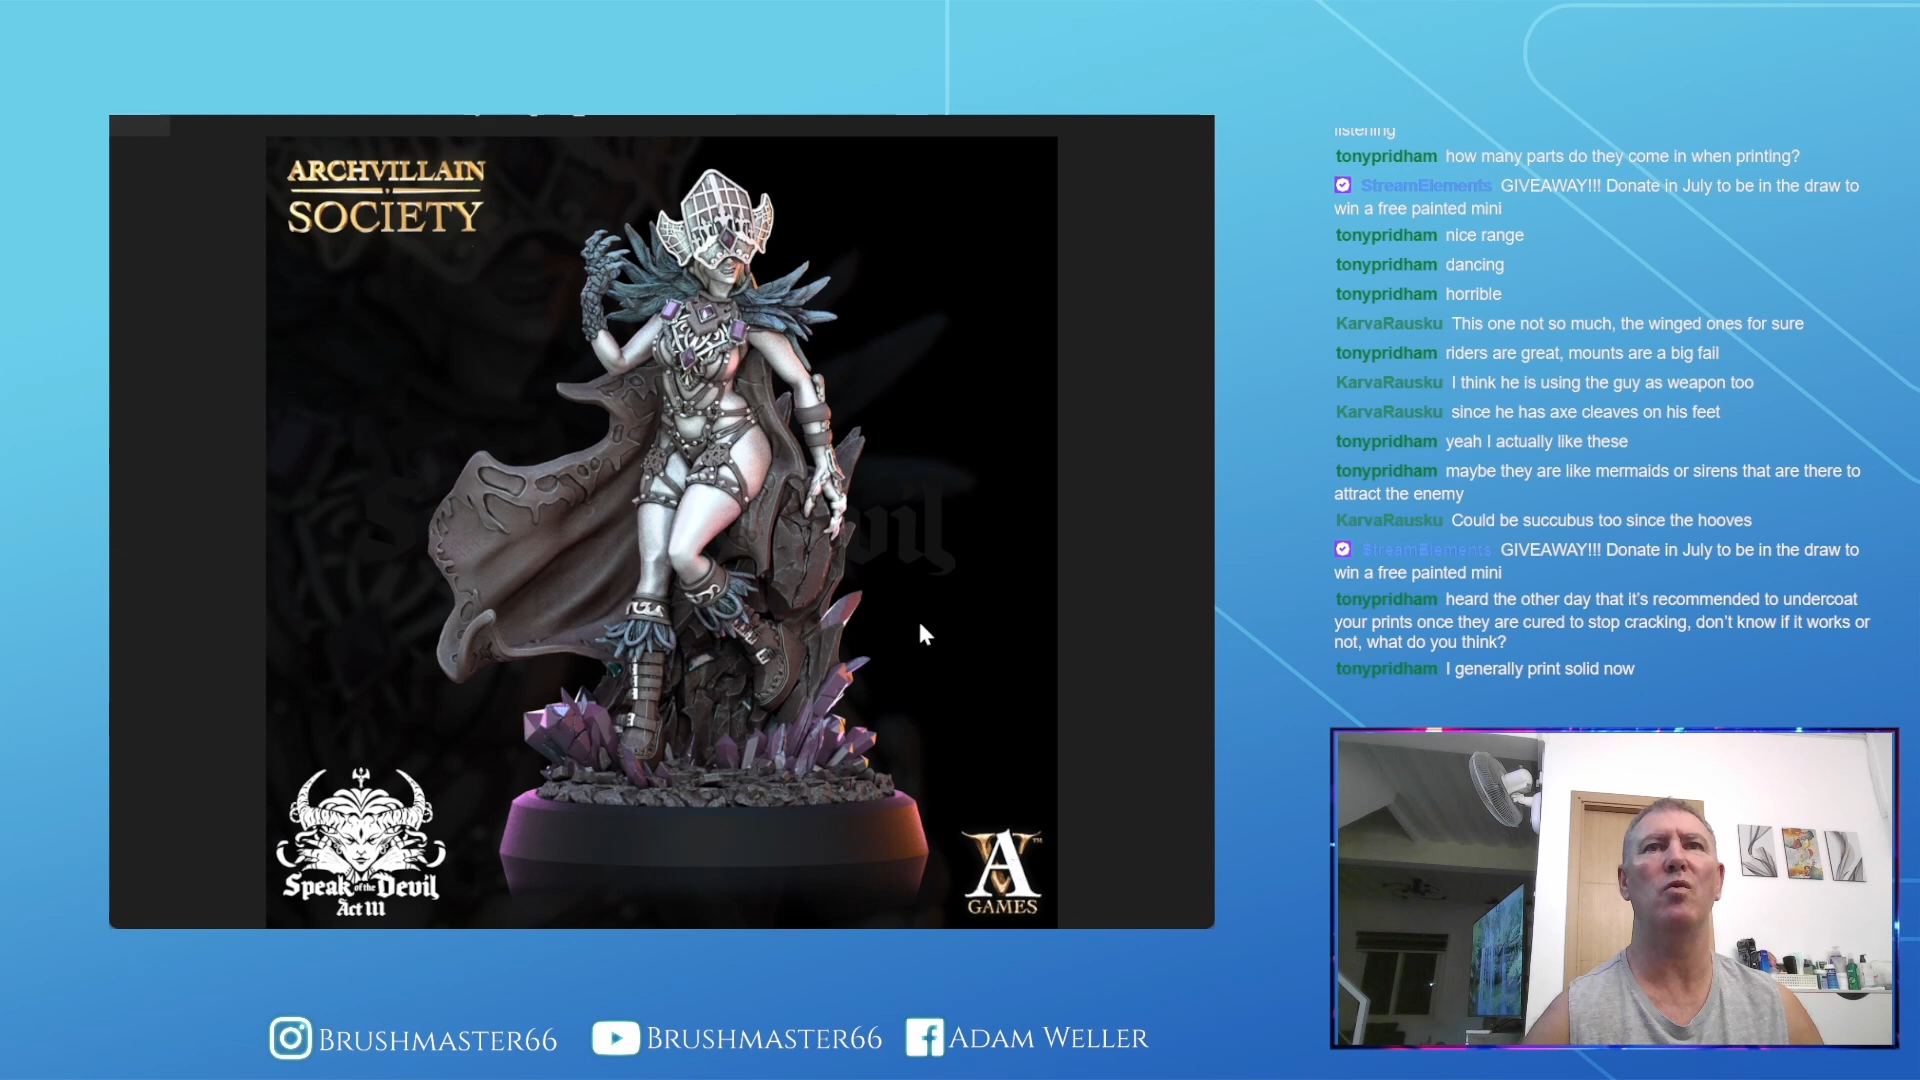 ARCHVILLAIN
SOCIETY
Speak of the Devil
Act III
AV
GAMES
listening
tonypridham how many parts do they come in when printing?
StreamElements GIVEAWAY!!! Donate in July to be in the draw to
win a free painted mini
tonypridham nice range
tonypridham dancing
tonypridham horrible
KarvaRausku This one not so much, the winged ones for sure
tonypridham riders are great, mounts are a big fail
KarvaRausku I think he is using the guy as weapon too
KarvaRausku since he has axe cleaves on his feet
tonypridham yeah I actually like these
tonypridham maybe they are like mermaids or sirens that are there to
attract the enemy
KarvaRausku Could be succubus too since the hooves
StreamElements GIVEAWAY!!! Donate in July to be in the draw to
win a free painted mini
tonypridham heard the other day that it's recommended to undercoat
your prints once they are cured to stop cracking, don't know if it works or
not, what do you think?
tonypridham I generally print solid now
BRUSHMASTER66
BRUSHMASTER66
ADAM WELLER